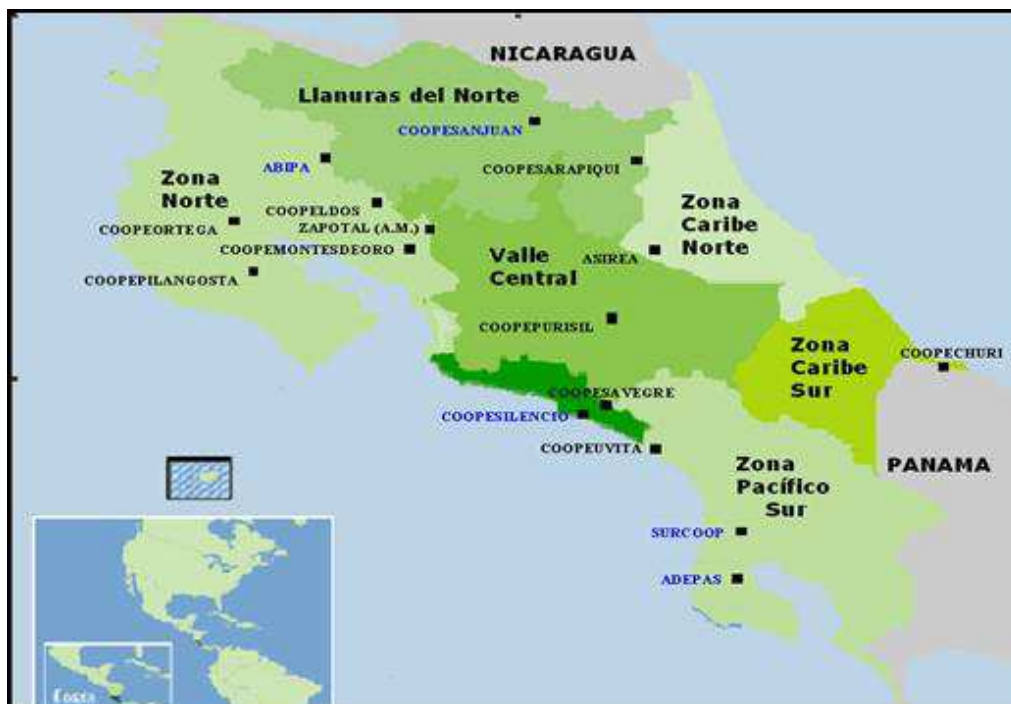 NICARAGUA
Llanuras del Norte
COOPESANJUAN
ABIPA
COOPESARAPIQUI
Zona
Norte
COOPELDOS
ZAPOTAL (A.M.)
COOPEORTEGA
COOPEMONTESDEORO
COOPEPILANGOSTA
Zona
Caribe
Norte
Valle
Central
ASIREA
COOPEPURISIL
Zona
Caribe
Sur
COOPECHURI
COOPESAVEGRE
COOPESILENCIO
COOPEUVITA
PANAMA
Zona
Pacífico
Sur
SURCOOP
ADEPAS
Costa